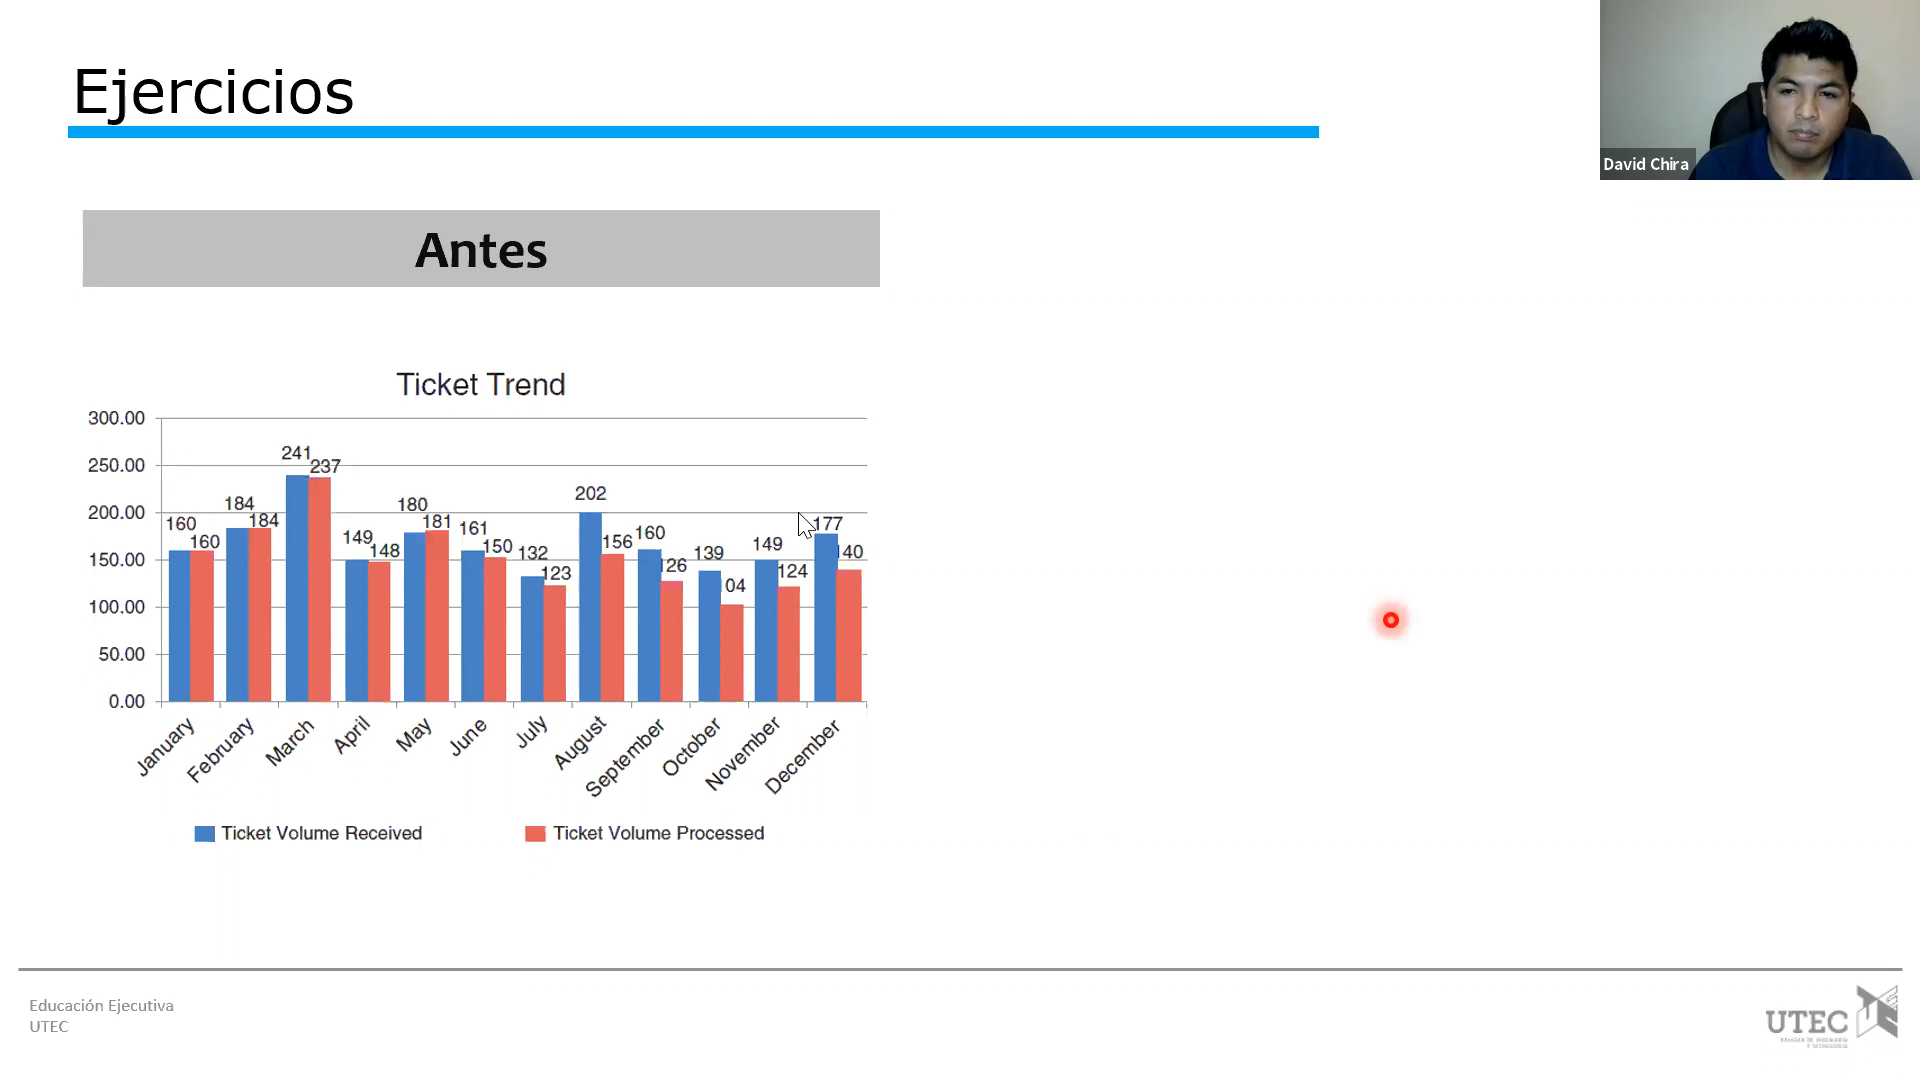 Ejercicios
David Chira
Antes
Ticket Trend
300.00
250.00
200.00
150.00
100.00
50.00
0.00
160
160
184
184
241
237
149
148
180
181
161
150
132
123
202
156
160
26
139
04
149
124
177
40
January
February
March
April
May
June
July
August
September
October
November
December
Ticket Volume Received
Ticket Volume Processed
Educación Ejecutiva
UTEC
UTEC